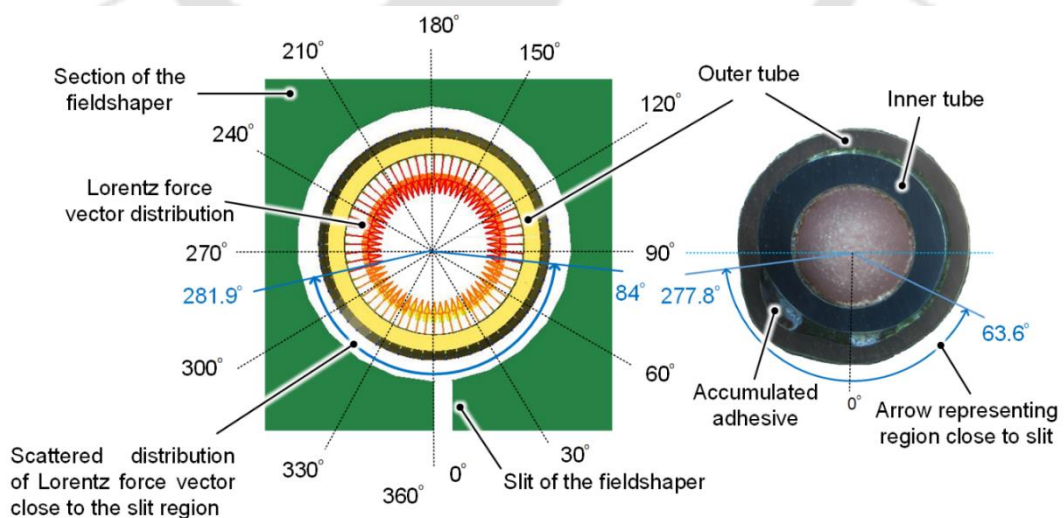 180°
210°
150°
Section of the
fieldshaper
Outer tube
Inner tube
120°
240°
Lorentz force
vector distribution
270°
90°
281.9°
84°
277.8°
63.6°
300°
60°
Accumulated
adhesive
0°
Arrow representing
region close to slit
Scattered distribution
of Lorentz force vector
close to the slit region
330°
360°
0°
30°
Slit of the fieldshaper